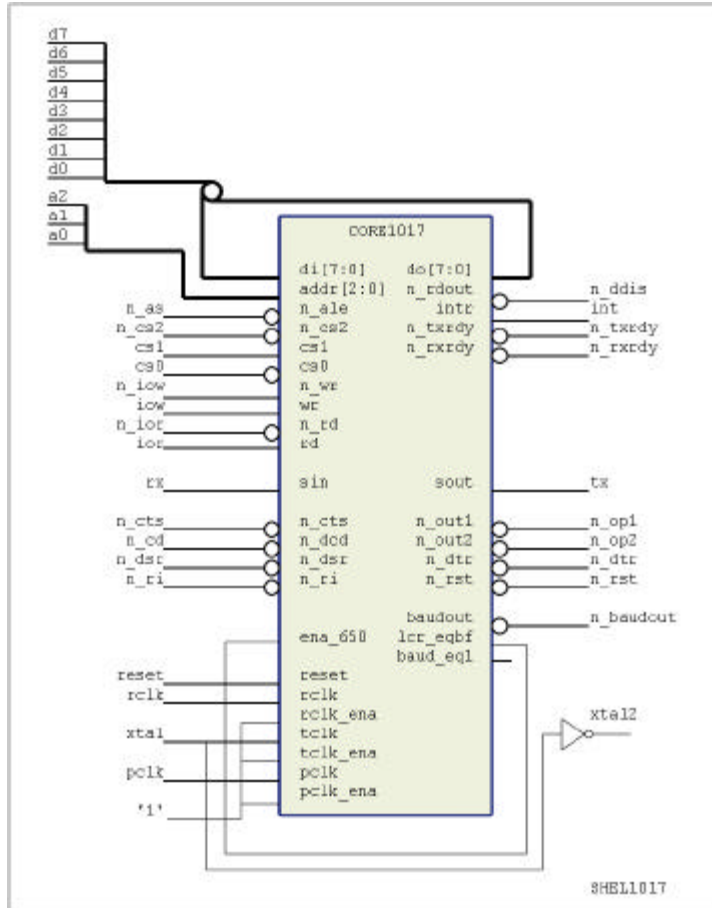 d7
d6
d5
d4
d3
d2
d1
d0
a2
a1
a0
CORE1017
di[7:0] do[7:0]
addr[2:0] n_rdout n_ddis
n_as n_ale intr int
n_cs2 n_cs2 n_txrdy n_txrdy
cs1 cs1 n_rxrdy n_rxrdy
cs0 cs0
n_iow n_wr
iow wr
n_ior n_rd
ior rd
rx sin sout tx
n_cts n_cts n_out1 n_op1
n_cd n_dcd n_out2 n_op2
n_dsr n_dsr n_dtr n_dtr
n_ri n_ri n_rst n_rst
baudout n_baudout
ena_650 lcr_eqbf
baud_eq1
reset reset
rclk rclk
rclk_ena xtal2
xtal tclk
tclk_ena
pclk pclk
pclk_ena
'1'
SHEL1017